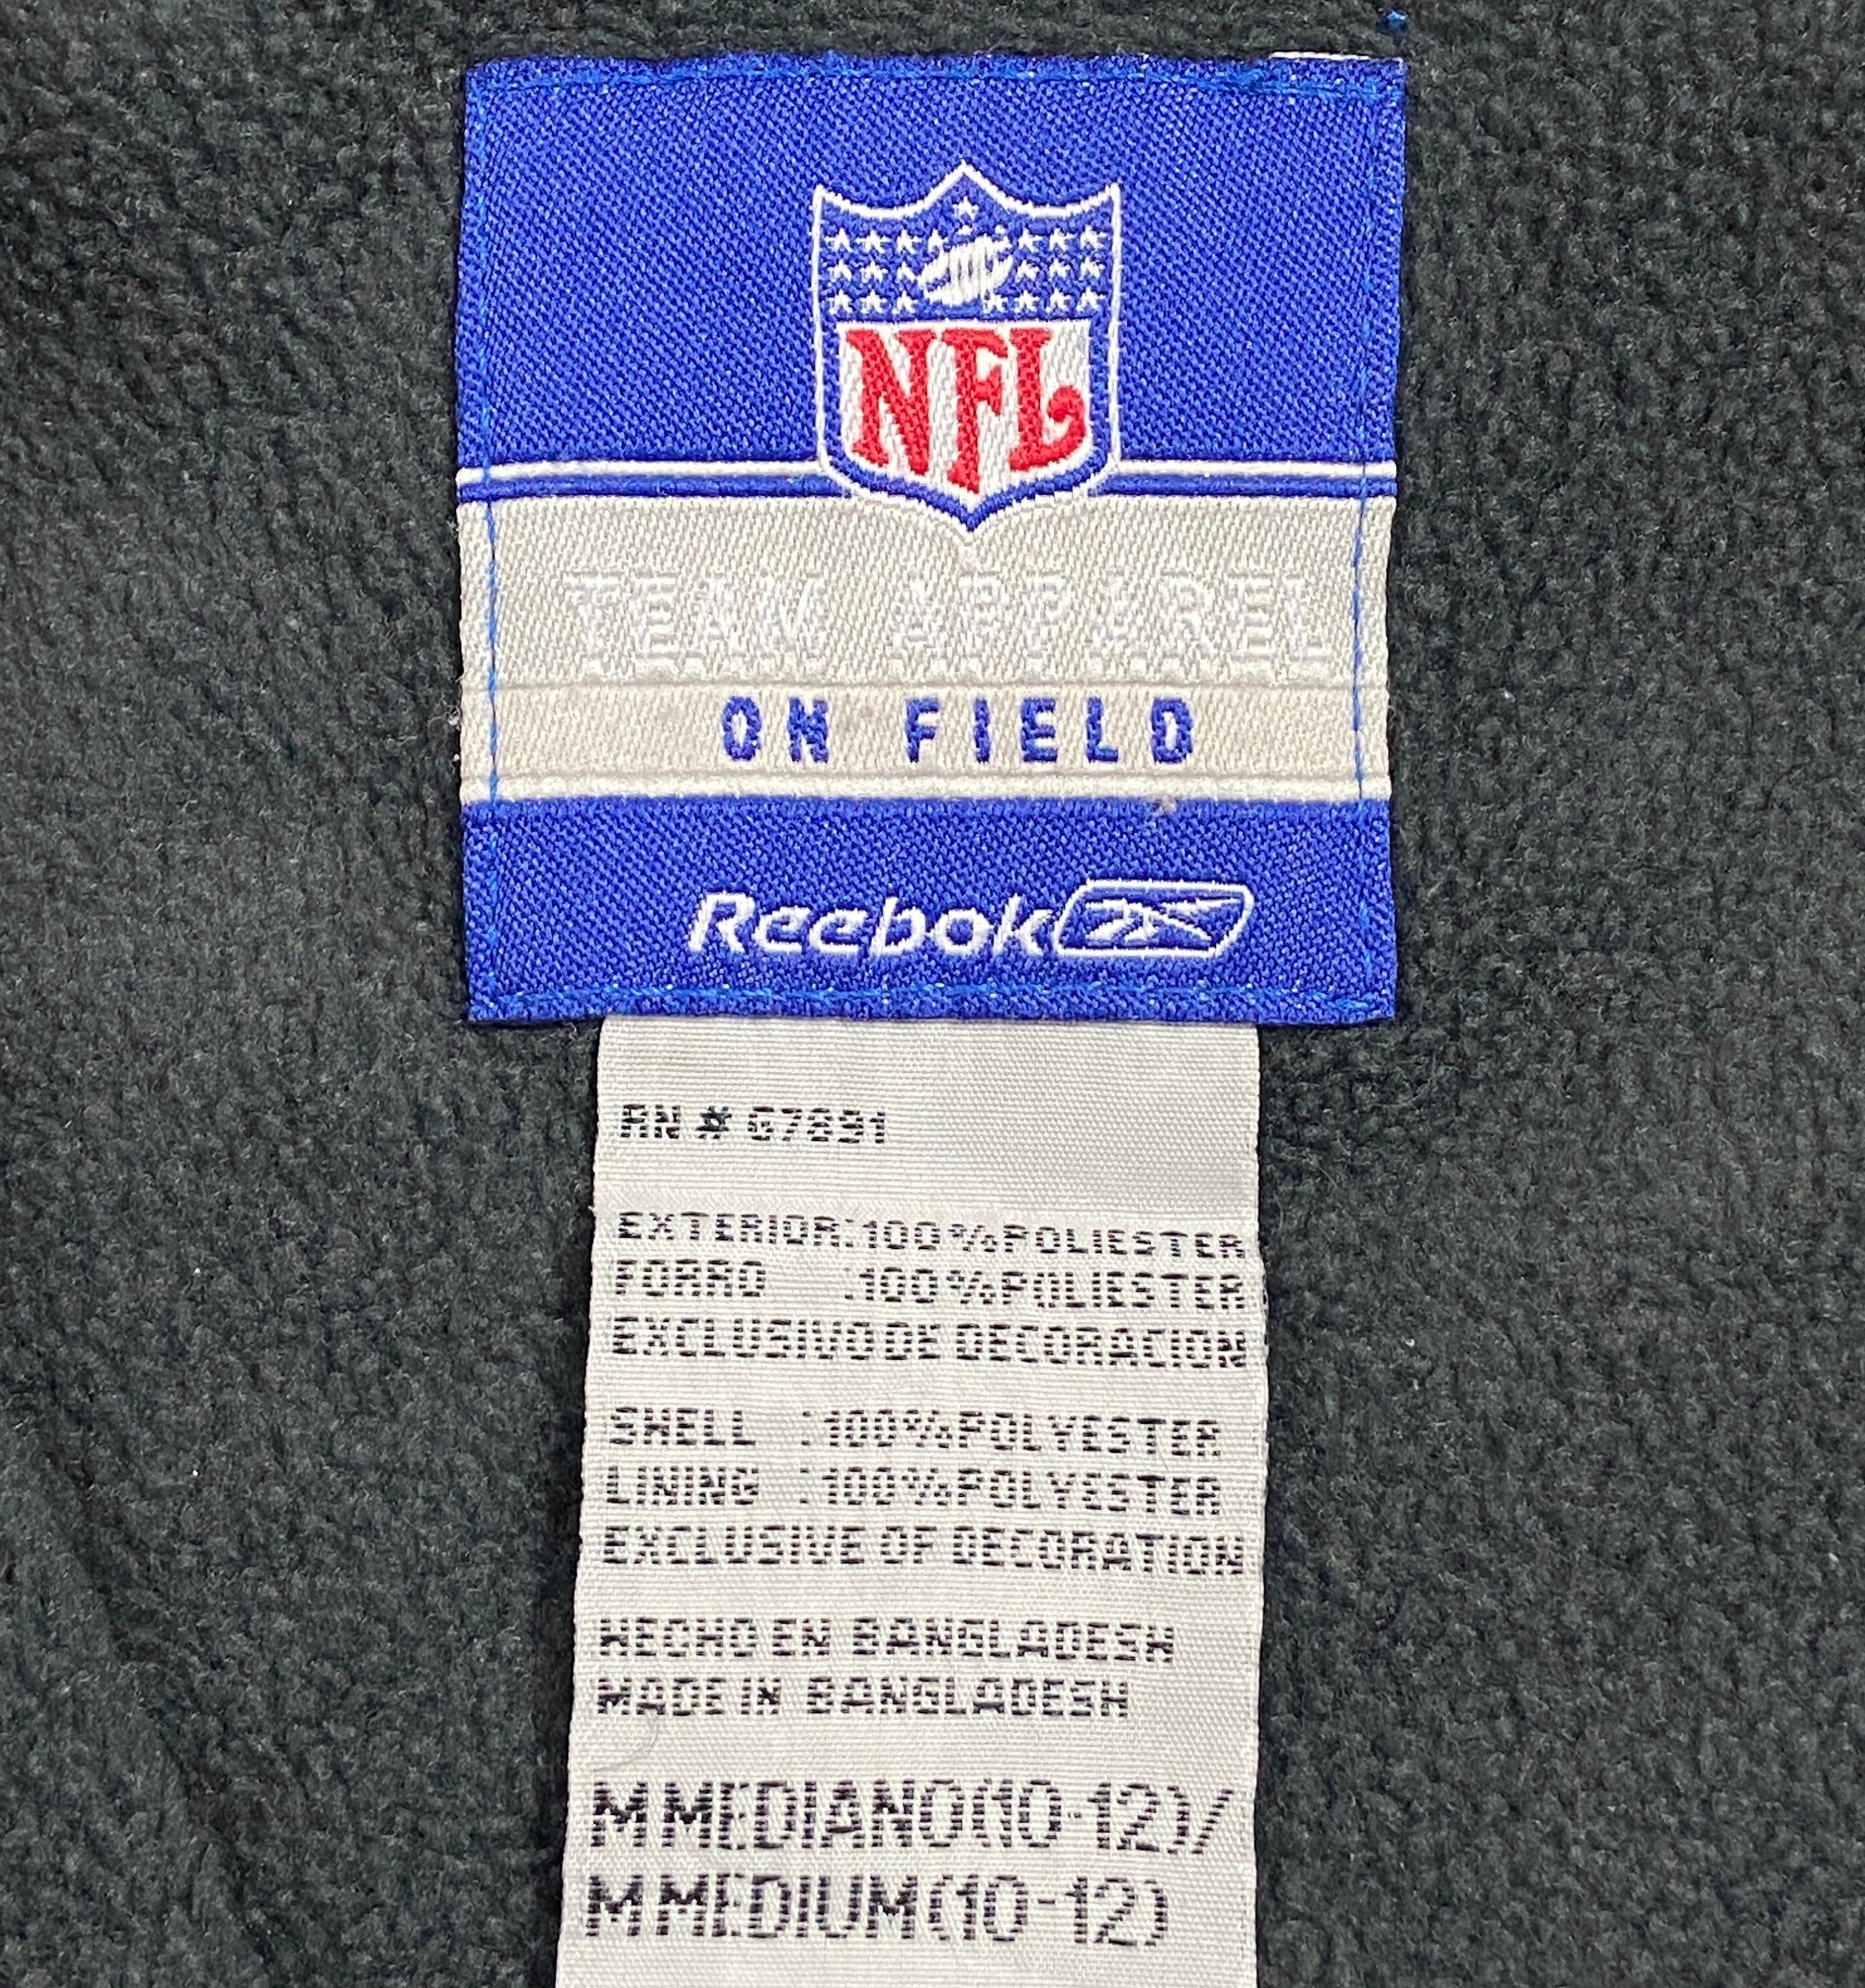 NFL
TEAM APPAREL
ON FIELD
Reebok
RN # 67891
EXTERIOR:100%POLIESTER
FORRO :100%POLIESTER
EXCLUSIVO DE DECORACION
SHELL :100%POLYESTER
LINING :100%POLYESTER
EXCLUSIVE OF DECORATION
HECHO EN BANGLADESH
MADE IN BANGLADESH
M MEDIANO(10-12)/
M MEDIUM(10-12)